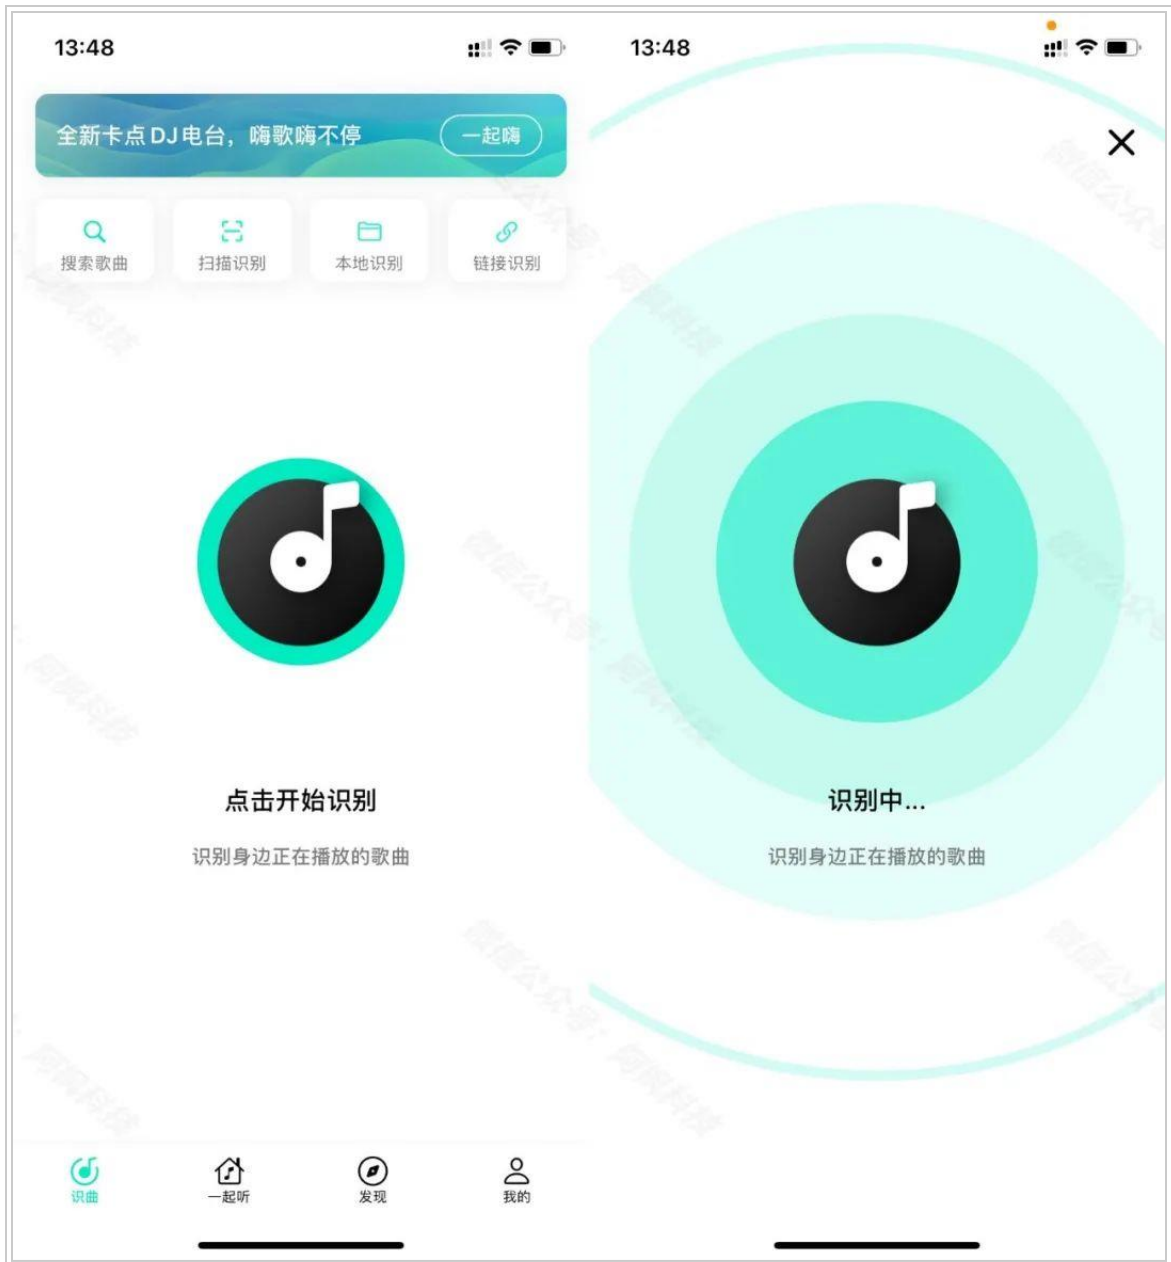 13:48
全新卡点DJ电台，嗨歌嗨不停
一起嗨
搜索歌曲
扫描识别
本地识别
链接识别
点击开始识别
识别身边正在播放的歌曲
识曲
一起听
发现
我的
13:48
识别中...
识别身边正在播放的歌曲